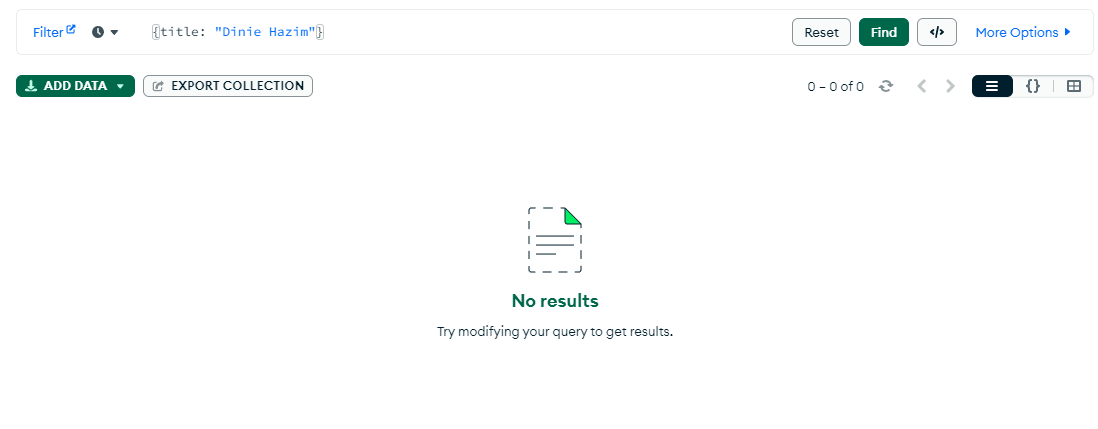 Filter {title: "Dinie Hazim"} Reset Find </> More Options
ADD DATA EXPORT COLLECTION 0 – 0 of 0 {}
No results
Try modifying your query to get results.